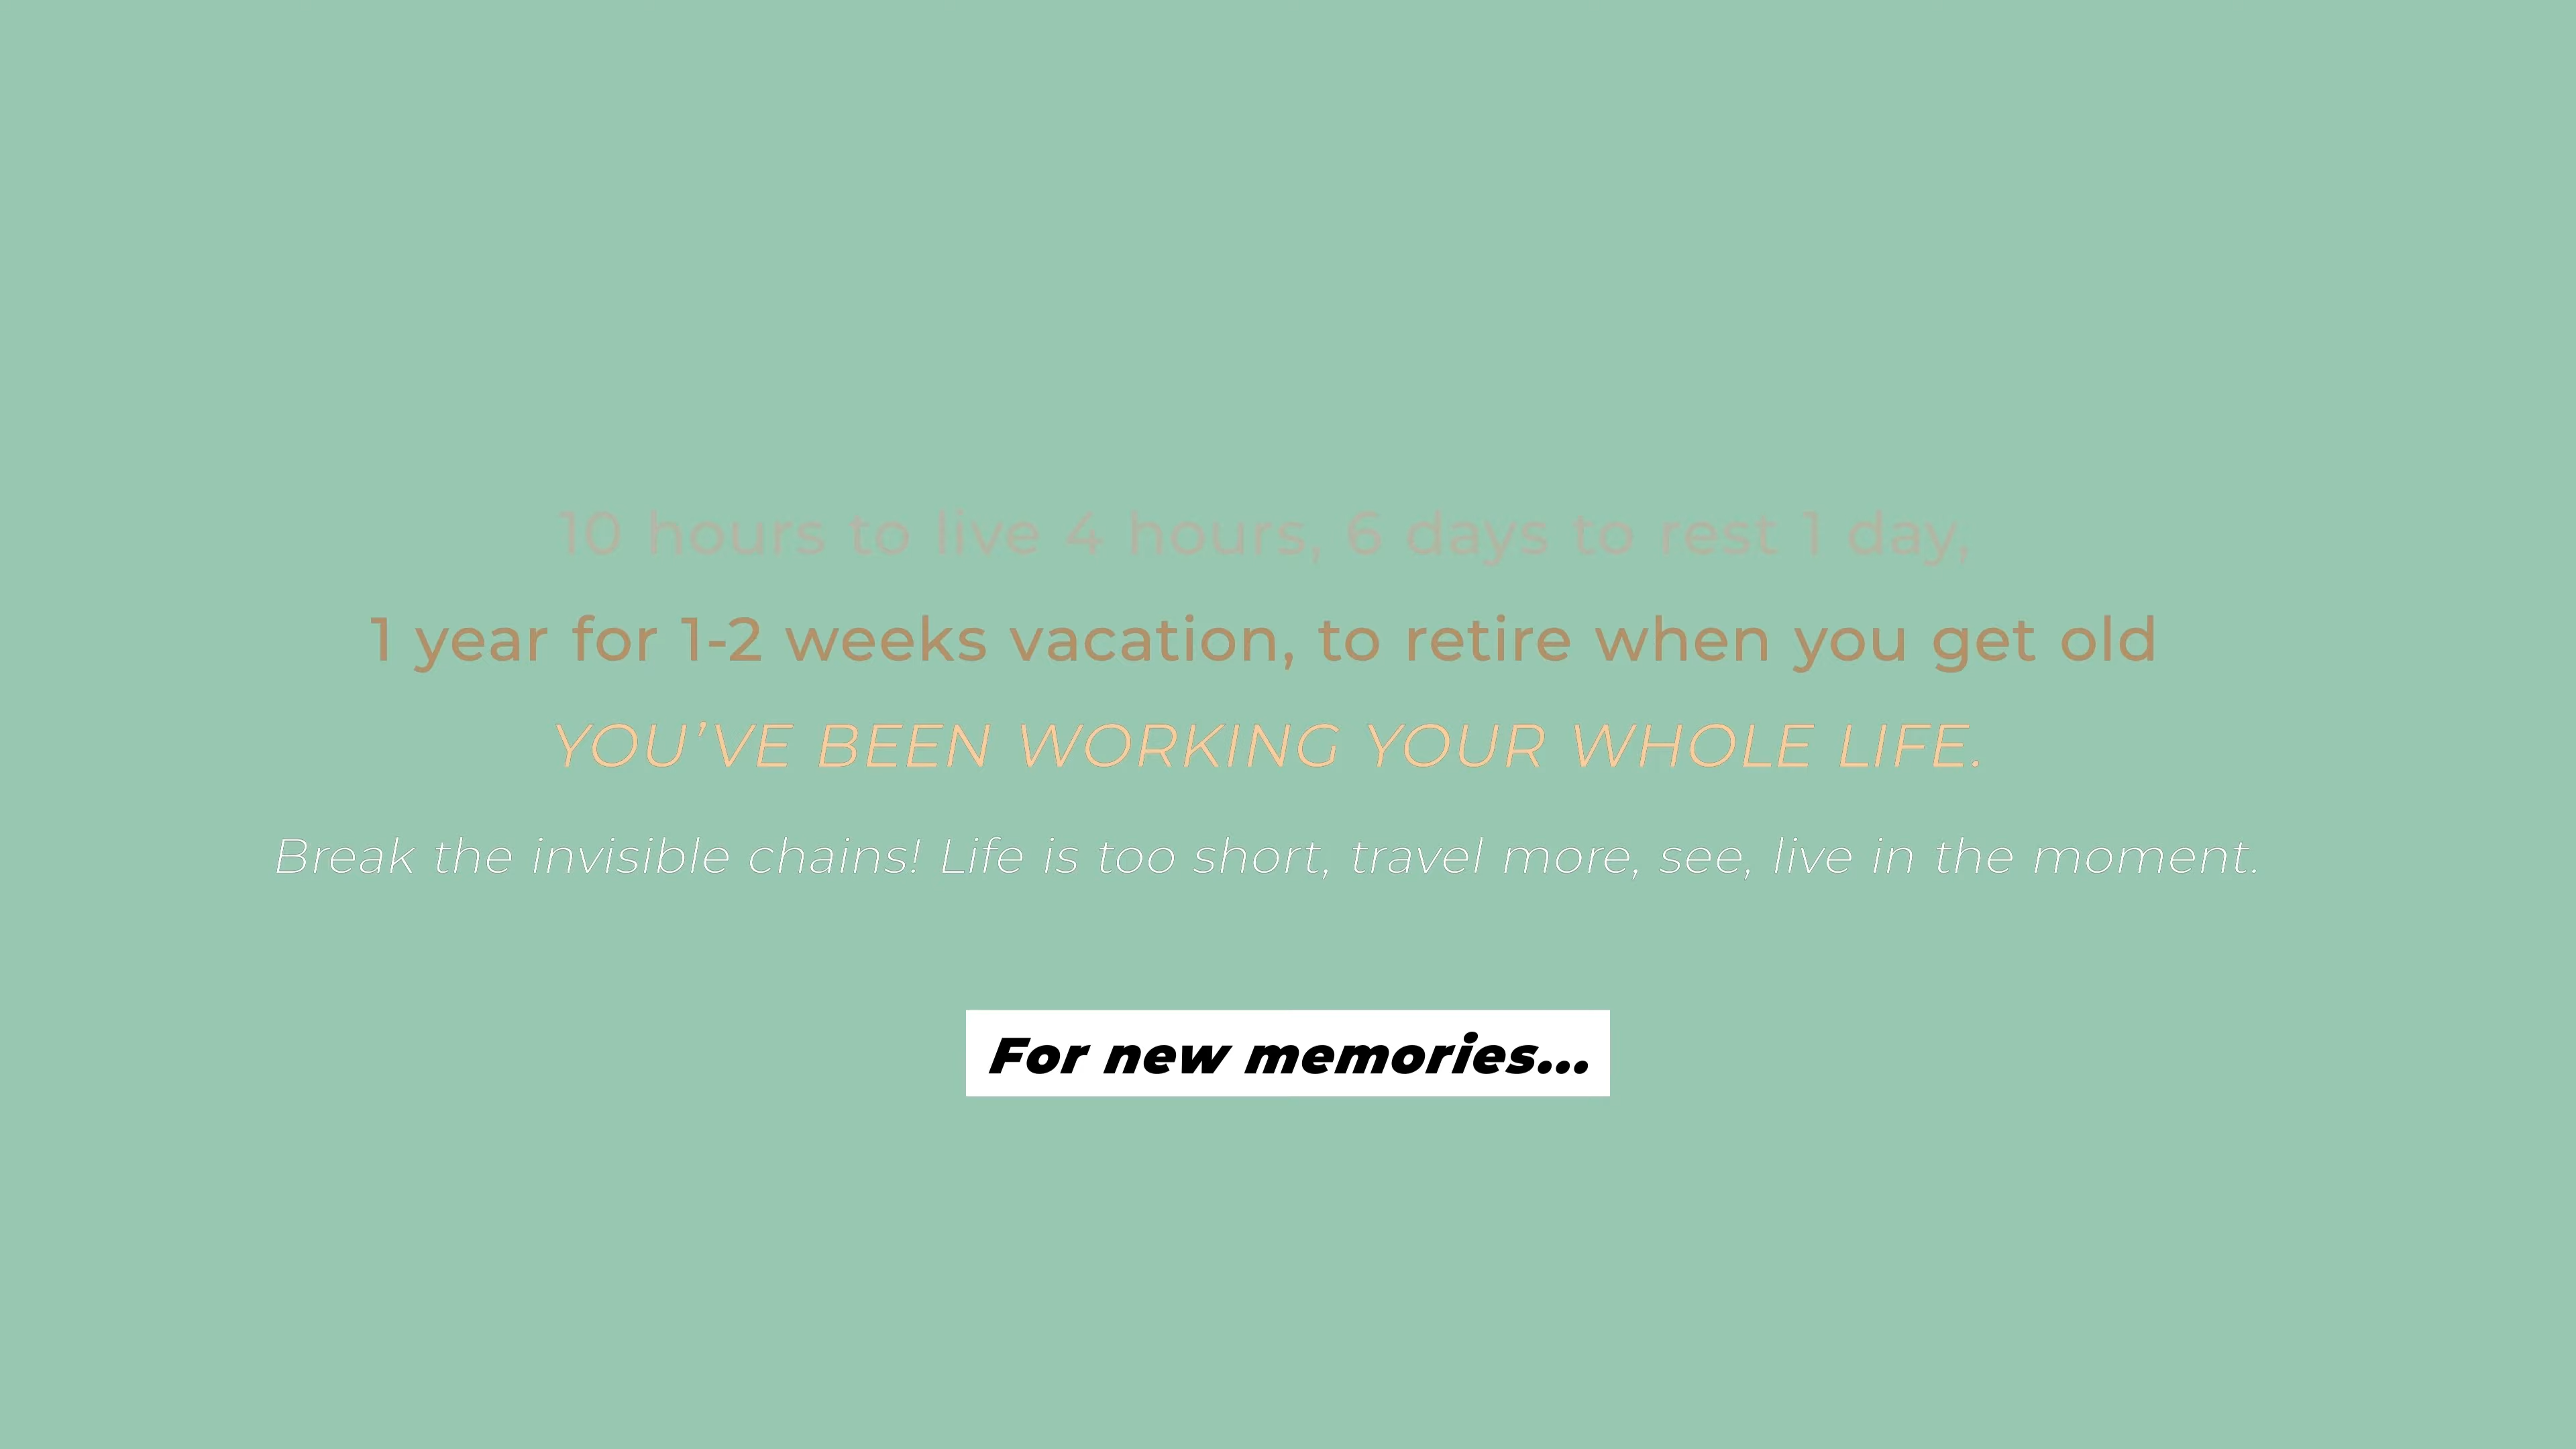 10 hours to live 4 hours, 6 days to rest 1 day,
1 year for 1-2 weeks vacation, to retire when you get old
YOU’VE BEEN WORKING YOUR WHOLE LIFE.
Break the invisible chains! Life is too short, travel more, see, live in the moment.
For new memories...